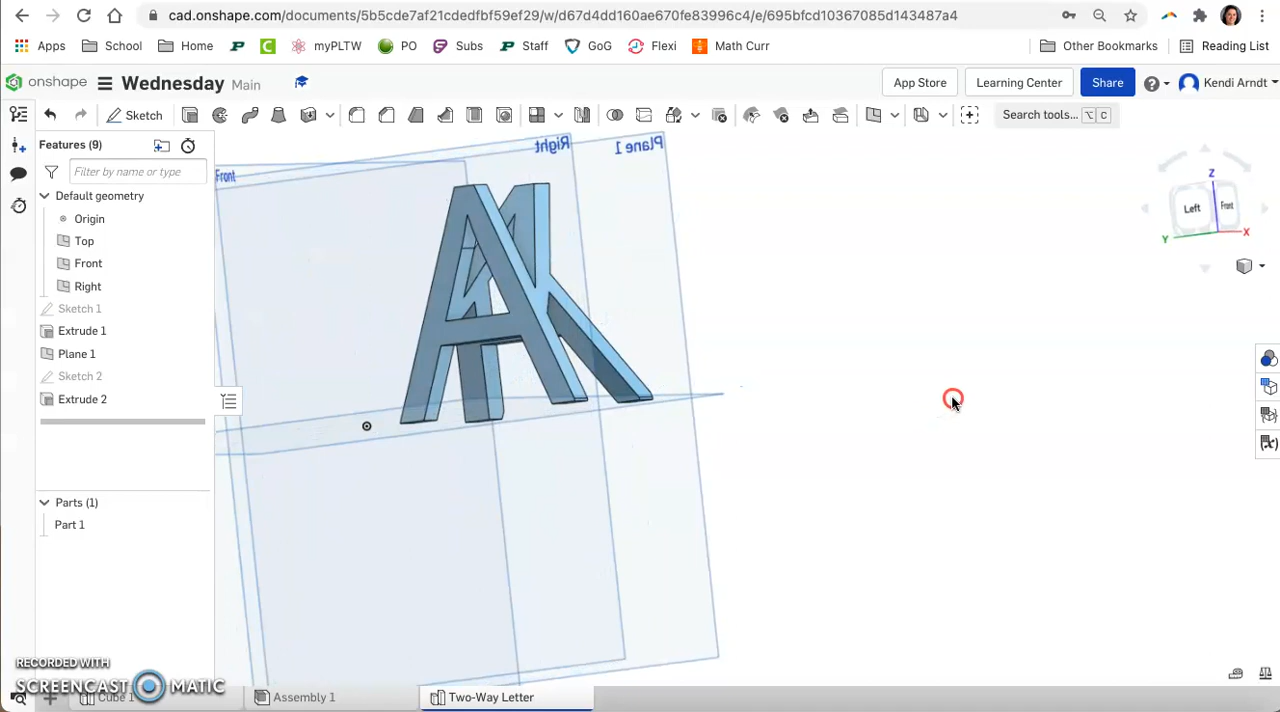 cad.onshape.com/documents/5b5cde7af21cdedfbf59ef29/w/d67d4dd160ae670fe83996c4/e/695bfcd10367085d143487a4
Apps School Home myPLTW PO Subs Staff GoG Flexi Math Curr Other Bookmarks Reading List
onshape Wednesday Main App Store Learning Center Share Kendi Arndt
Sketch Search tools... ⌥ C
Features (9)
Filter by name or type
Default geometry
Origin
Top
Front
Right
Sketch 1
Extrude 1
Plane 1
Sketch 2
Extrude 2
Parts (1)
Part 1
Front
Right
Plane 1
Z
Left Front
Y X
RECORDED WITH
SCREENCAST MATIC
Cube 1 Assembly 1 Two-Way Letter